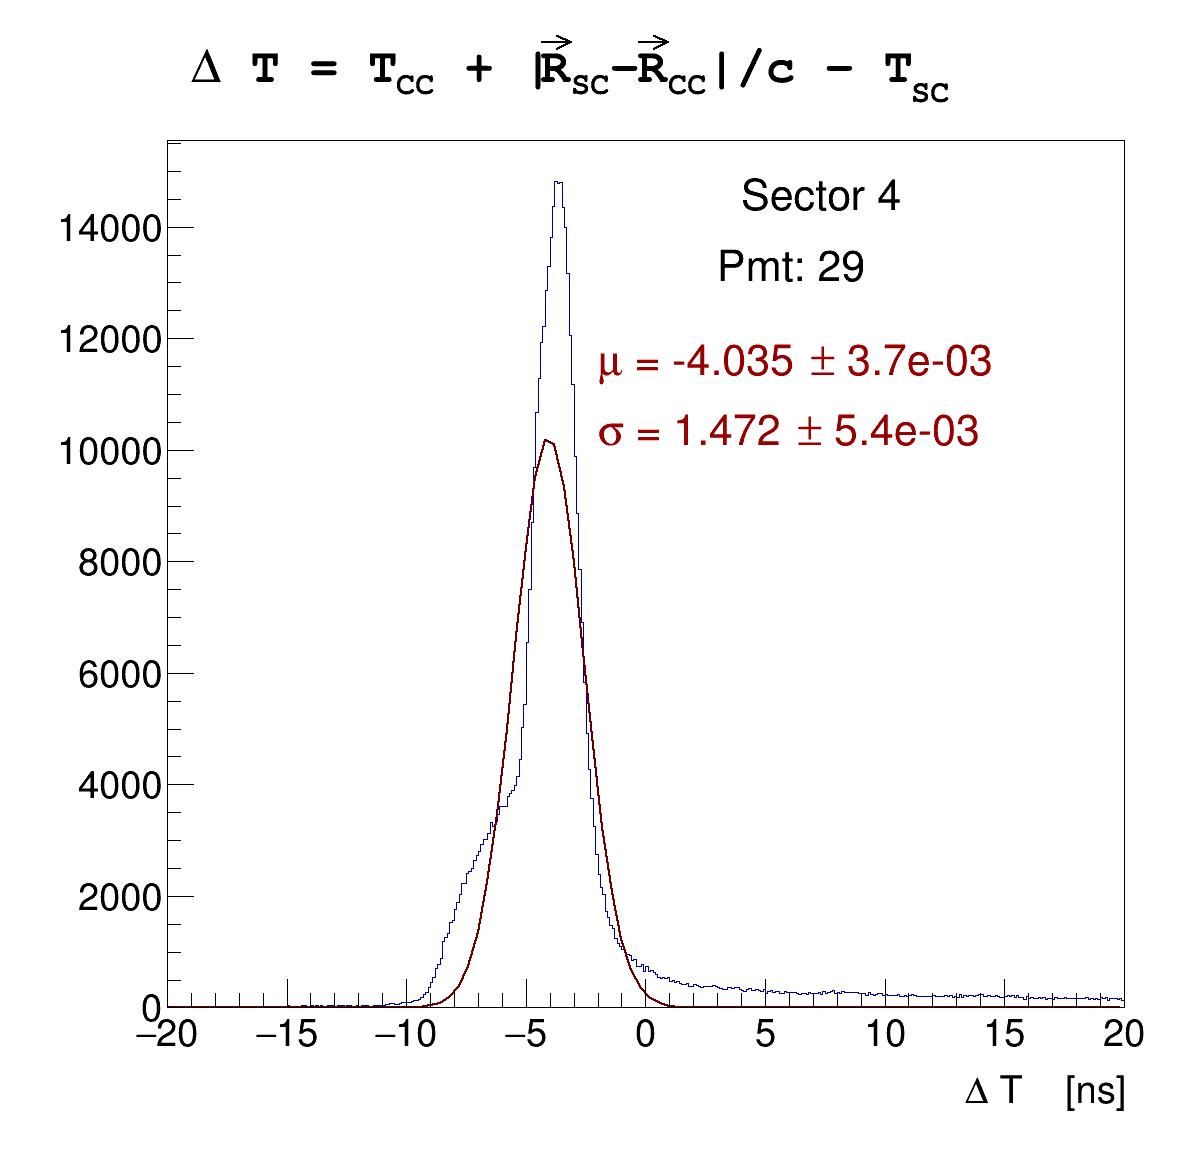 Δ T = T_CC + |R⃗_SC−R⃗_CC|/c − T_SC
Sector 4
Pmt: 29
μ = -4.035 ± 3.7e-03
σ = 1.472 ± 5.4e-03
14000
12000
10000
8000
6000
4000
2000
0
−20 −15 −10 −5 0 5 10 15 20
Δ T [ns]